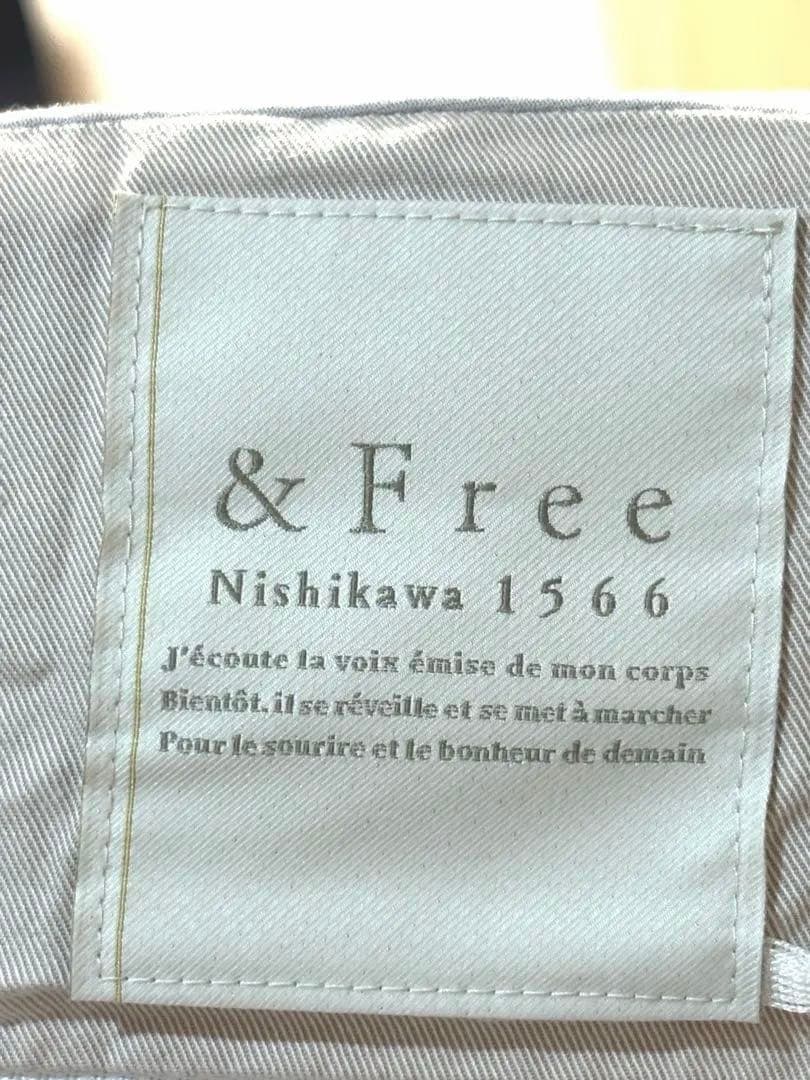 & Free
Nishikawa 1566
J'écoute la voix émise de mon corps
Bientôt. il se réveille et se met à marcher
Pour le sourire et le bonheur de demain